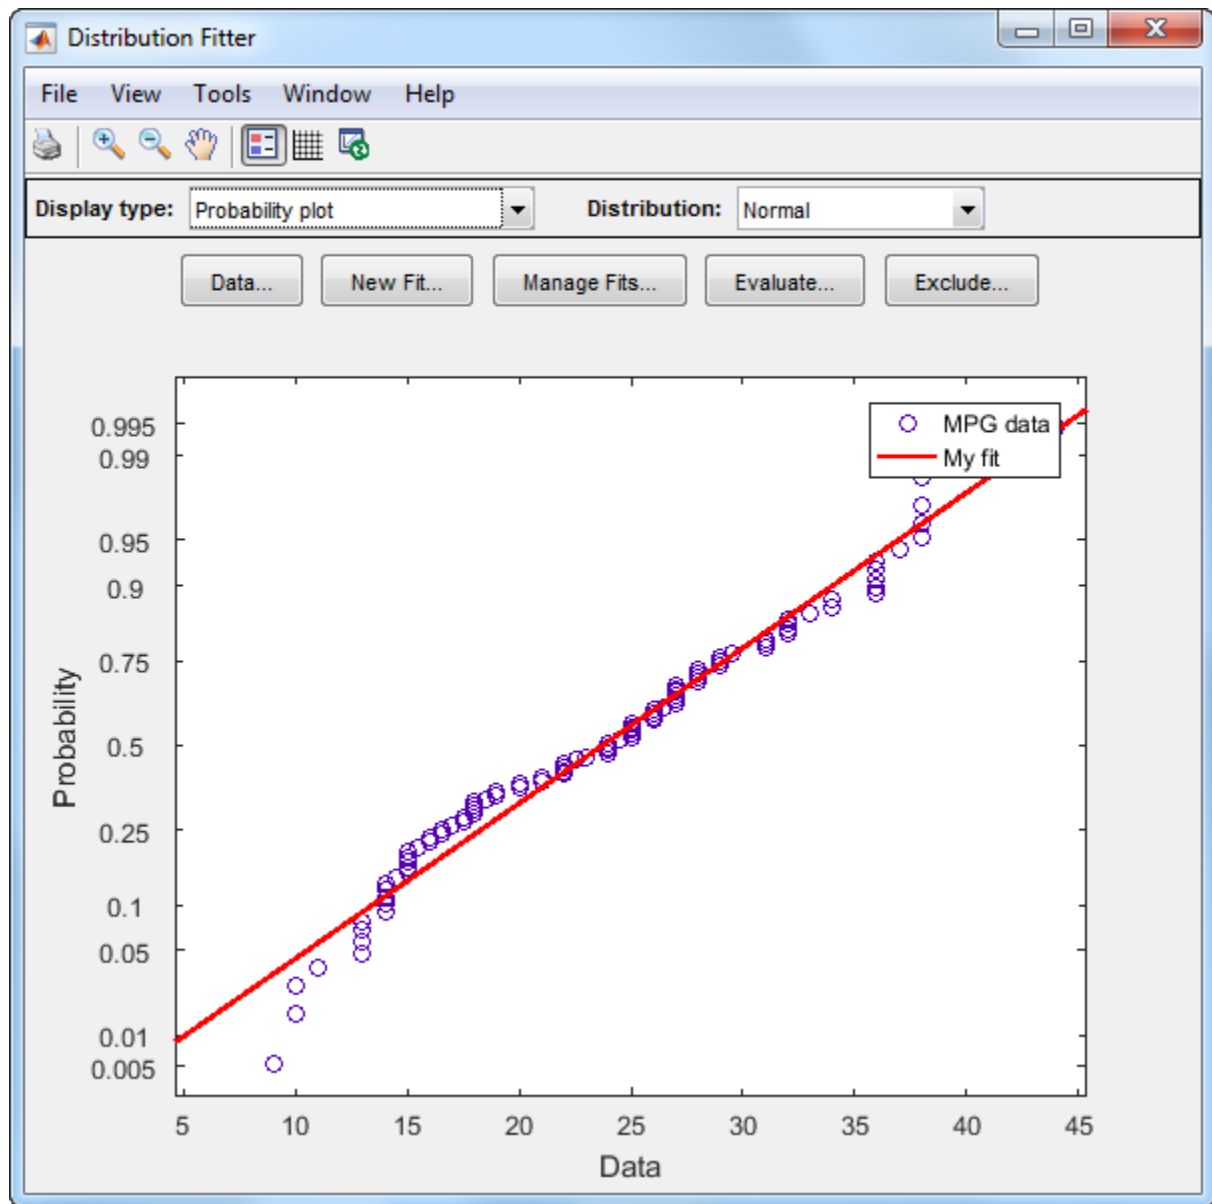 Distribution Fitter
File View Tools Window Help
Display type: Probability plot Distribution: Normal
Data... New Fit... Manage Fits... Evaluate... Exclude...
MPG data
My fit
0.995
0.99
0.95
0.9
0.75
0.5
0.25
0.1
0.05
0.01
0.005
Probability
5 10 15 20 25 30 35 40 45
Data